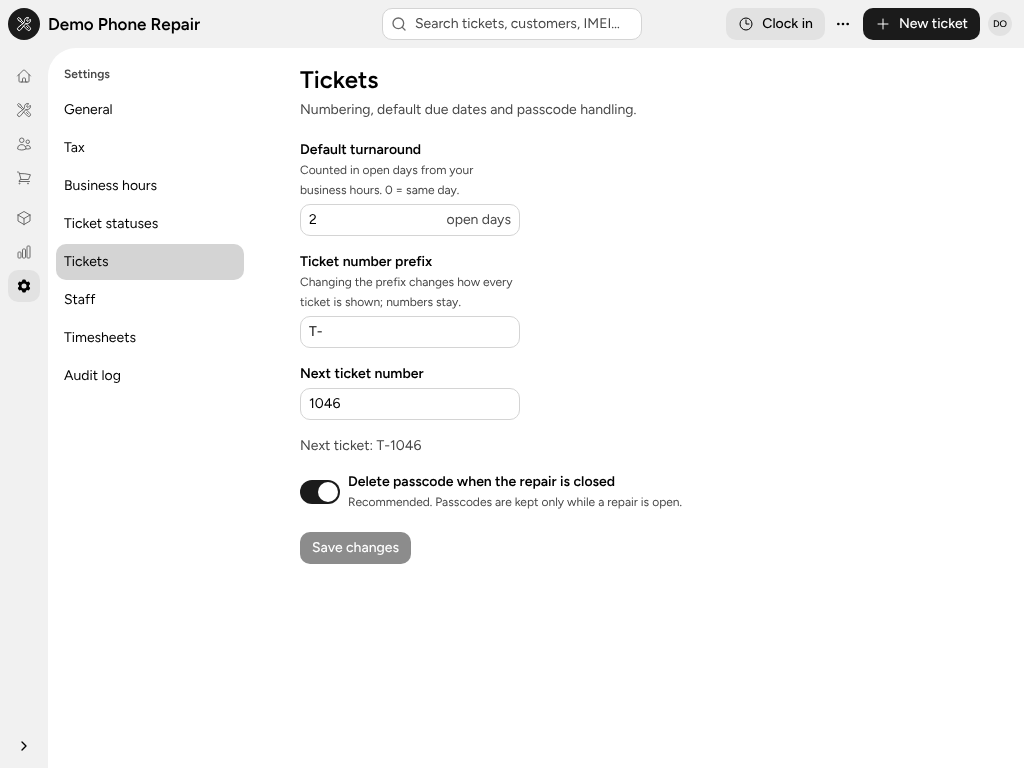 Demo Phone Repair
Search tickets, customers, IMEI...
Clock in
New ticket
DO
Settings
General
Tax
Business hours
Ticket statuses
Tickets
Staff
Timesheets
Audit log
Tickets
Numbering, default due dates and passcode handling.
Default turnaround
Counted in open days from your
business hours. 0 = same day.
2 open days
Ticket number prefix
Changing the prefix changes how every
ticket is shown; numbers stay.
T-
Next ticket number
1046
Next ticket: T-1046
Delete passcode when the repair is closed
Recommended. Passcodes are kept only while a repair is open.
Save changes